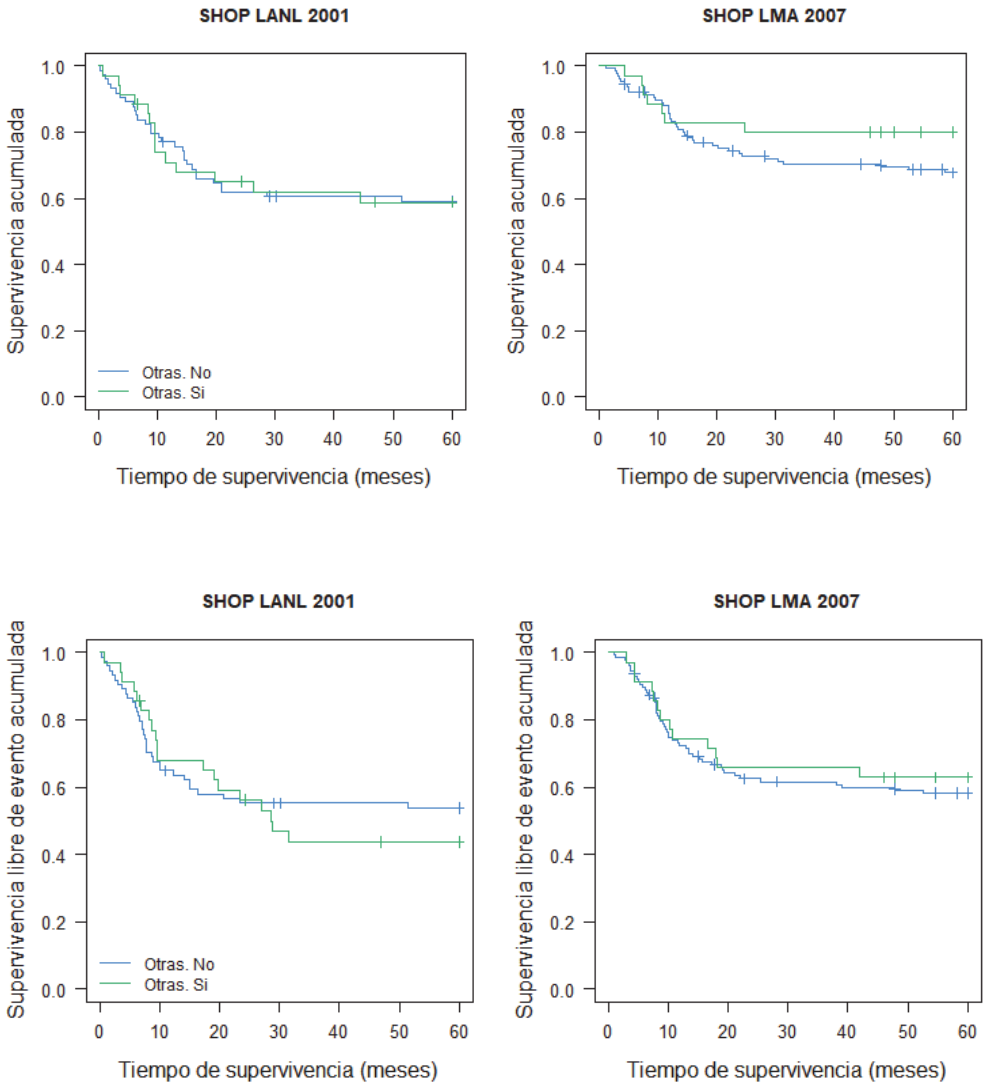 SHOP LANL 2001
Supervivencia acumulada
1.0
0.8
0.6
0.4
0.2
0.0
Otras. No
Otras. Si
0 10 20 30 40 50 60
Tiempo de supervivencia (meses)
SHOP LMA 2007
Supervivencia acumulada
1.0
0.8
0.6
0.4
0.2
0.0
0 10 20 30 40 50 60
Tiempo de supervivencia (meses)
SHOP LANL 2001
Supervivencia libre de evento acumulada
1.0
0.8
0.6
0.4
0.2
0.0
Otras. No
Otras. Si
0 10 20 30 40 50 60
Tiempo de supervivencia (meses)
SHOP LMA 2007
Supervivencia libre de evento acumulada
1.0
0.8
0.6
0.4
0.2
0.0
0 10 20 30 40 50 60
Tiempo de supervivencia (meses)